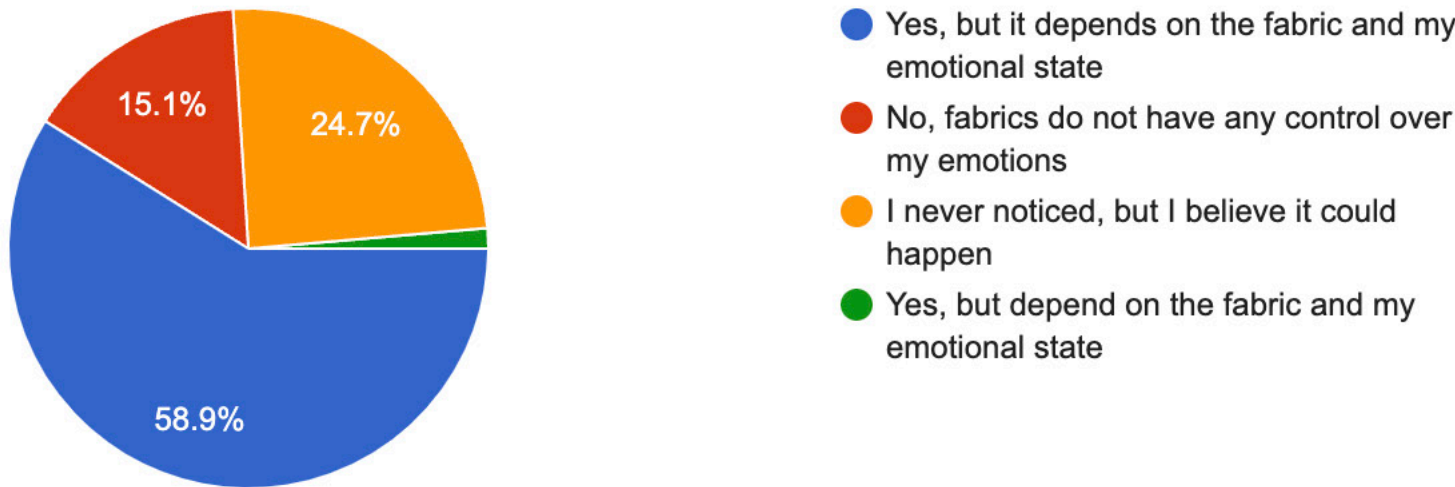 15.1%
24.7%
58.9%
Yes, but it depends on the fabric and my
emotional state
No, fabrics do not have any control over
my emotions
I never noticed, but I believe it could
happen
Yes, but depend on the fabric and my
emotional state